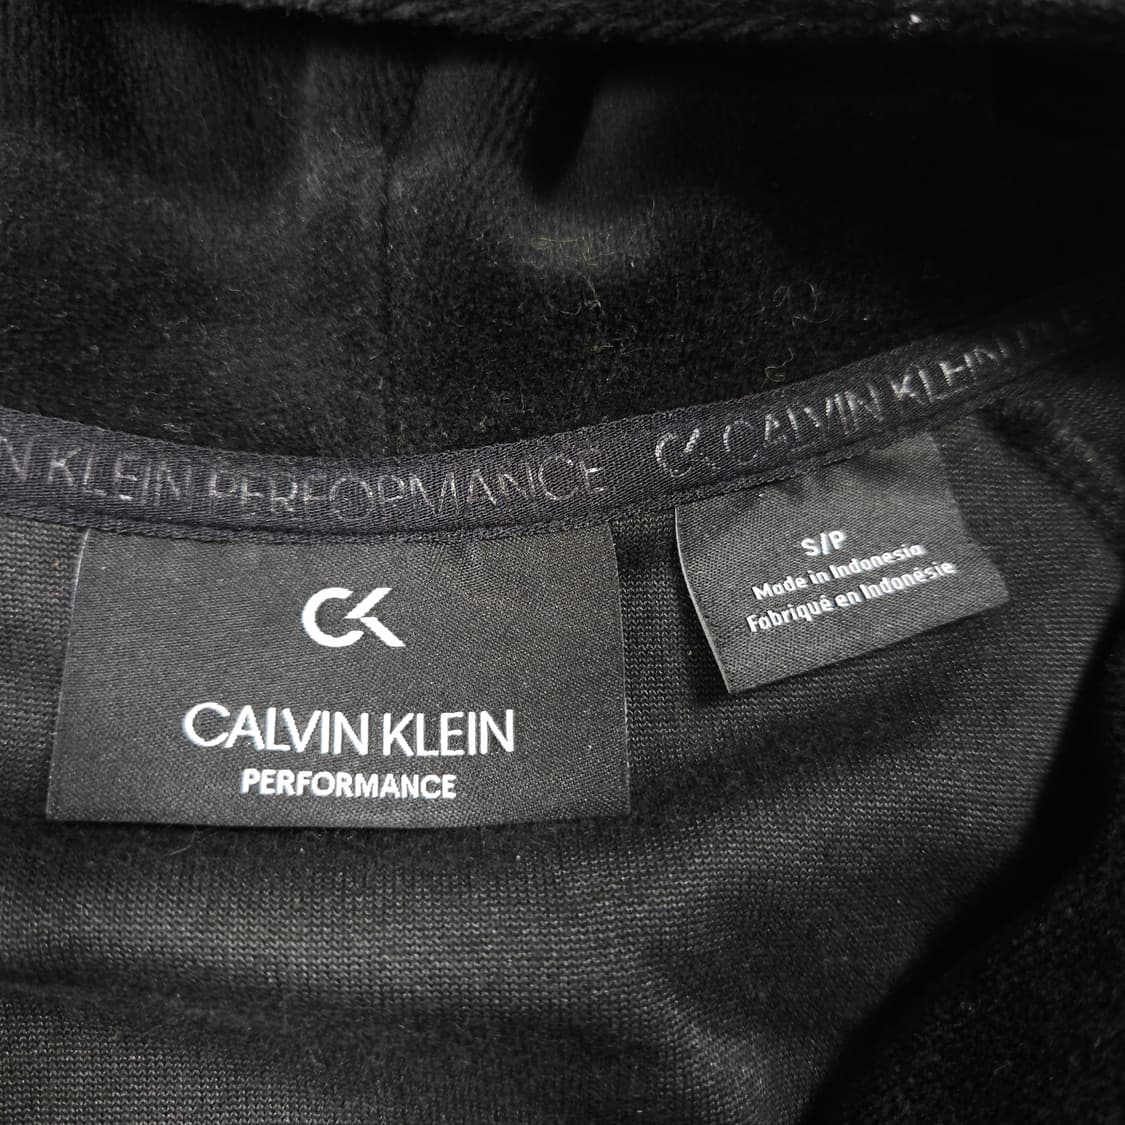 N KLEIN PERFORMANCE CK CALVIN KLEIN
CK
CALVIN KLEIN
PERFORMANCE
S/P
Made in Indonesia
Fabriqué en Indonésie